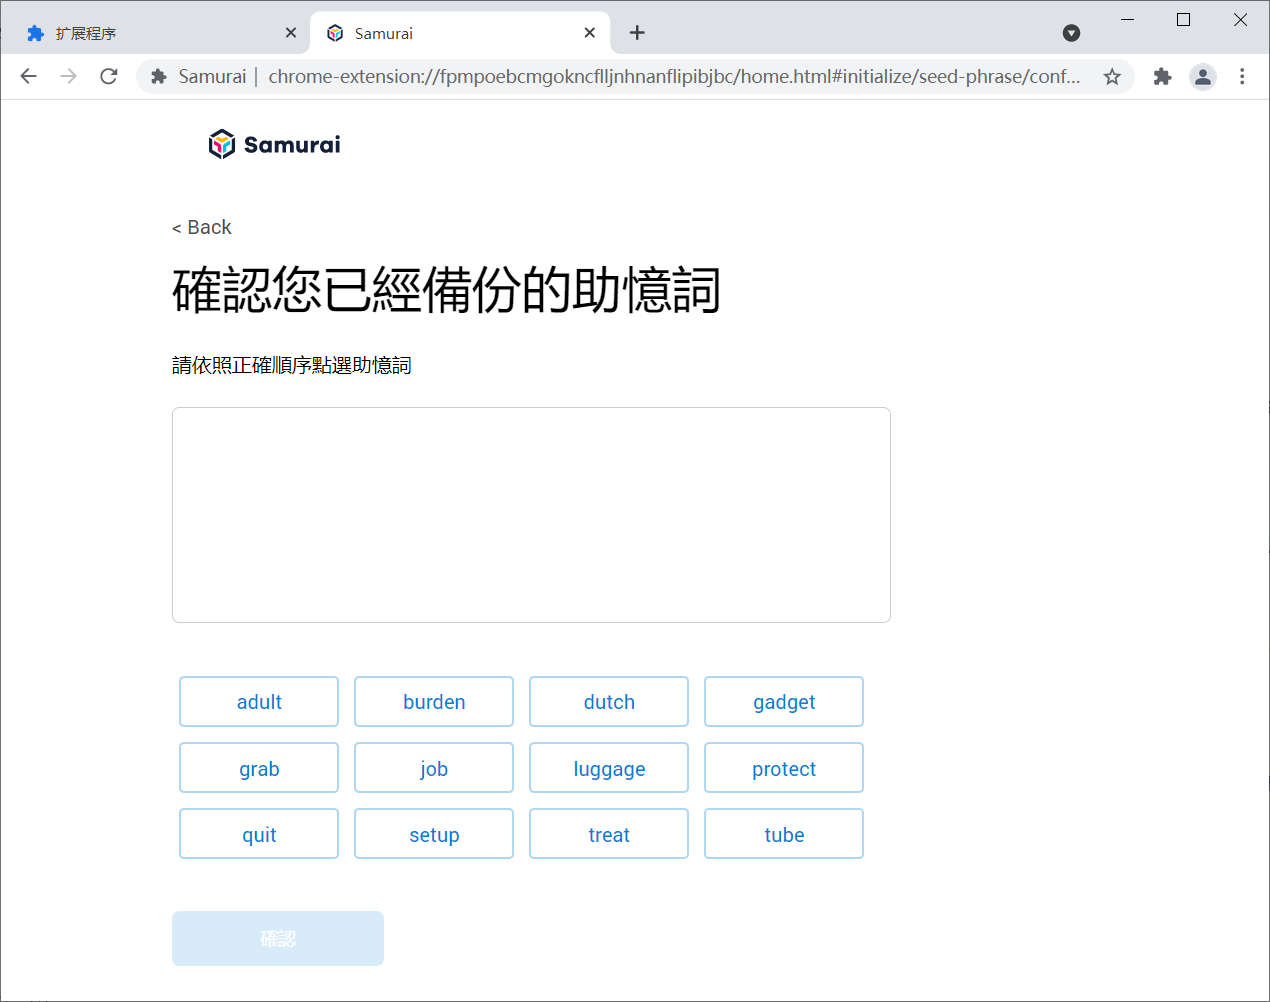 扩展程序
Samurai
Samurai | chrome-extension://fpmpoebcmgokncflljnhnanflipibjbc/home.html#initialize/seed-phrase/conf...
Samurai
< Back
確認您已經備份的助憶詞
請依照正確順序點選助憶詞
adult burden dutch gadget
grab job luggage protect
quit setup treat tube
確認